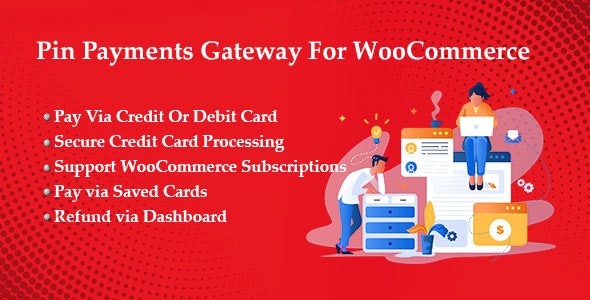 Pin Payments Gateway For WooCommerce
Pay Via Credit Or Debit Card
Secure Credit Card Processing
Support WooCommerce Subscriptions
Pay via Saved Cards
Refund via Dashboard
$